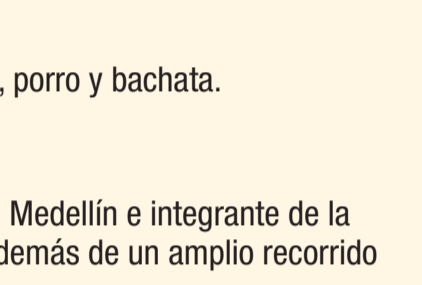 , porro y bachata.
Medellín e integrante de la
demás de un amplio recorrido